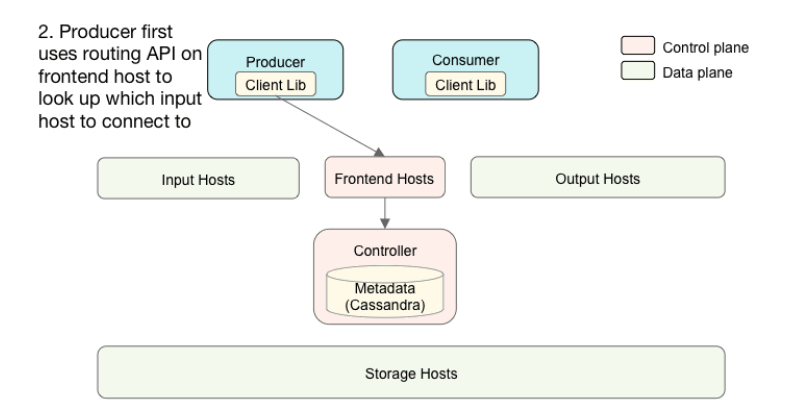 2. Producer first
uses routing API on
frontend host to
look up which input
host to connect to
Producer
Client Lib
Consumer
Client Lib
Control plane
Data plane
Input Hosts
Frontend Hosts
Output Hosts
Controller
Metadata
(Cassandra)
Storage Hosts